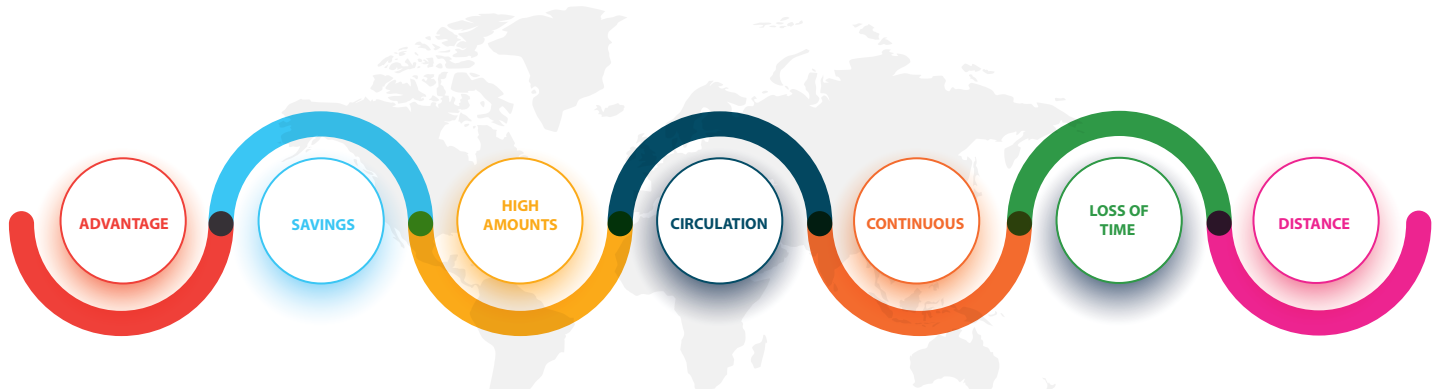 ADVANTAGE
SAVINGS
HIGH
AMOUNTS
CIRCULATION
CONTINUOUS
LOSS OF
TIME
DISTANCE